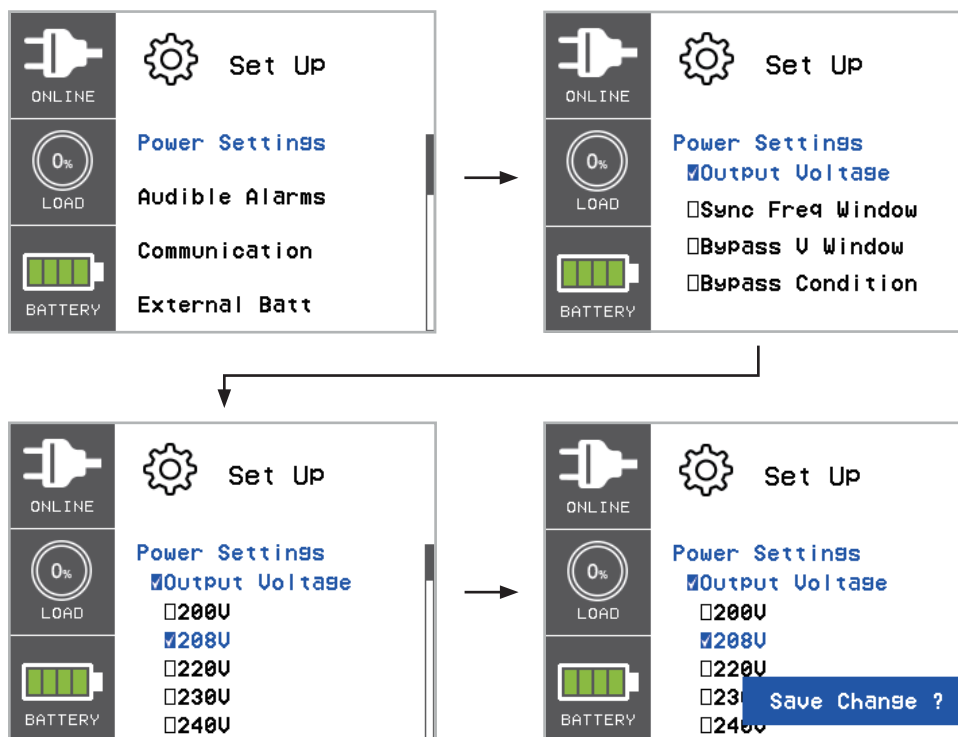 Set Up
ONLINE
Power Settings
0%
Audible Alarms
LOAD
Communication
External Batt
BATTERY
Set Up
ONLINE
Power Settings
Output Voltage
0%
Sync Freq Window
LOAD
Bypass V Window
Bypass Condition
BATTERY
Set Up
ONLINE
Power Settings
Output Voltage
0%
200V
LOAD
208V
220V
230V
BATTERY
240V
Set Up
ONLINE
Power Settings
Output Voltage
0%
200V
LOAD
208V
220V
23
Save Change ?
BATTERY
240V